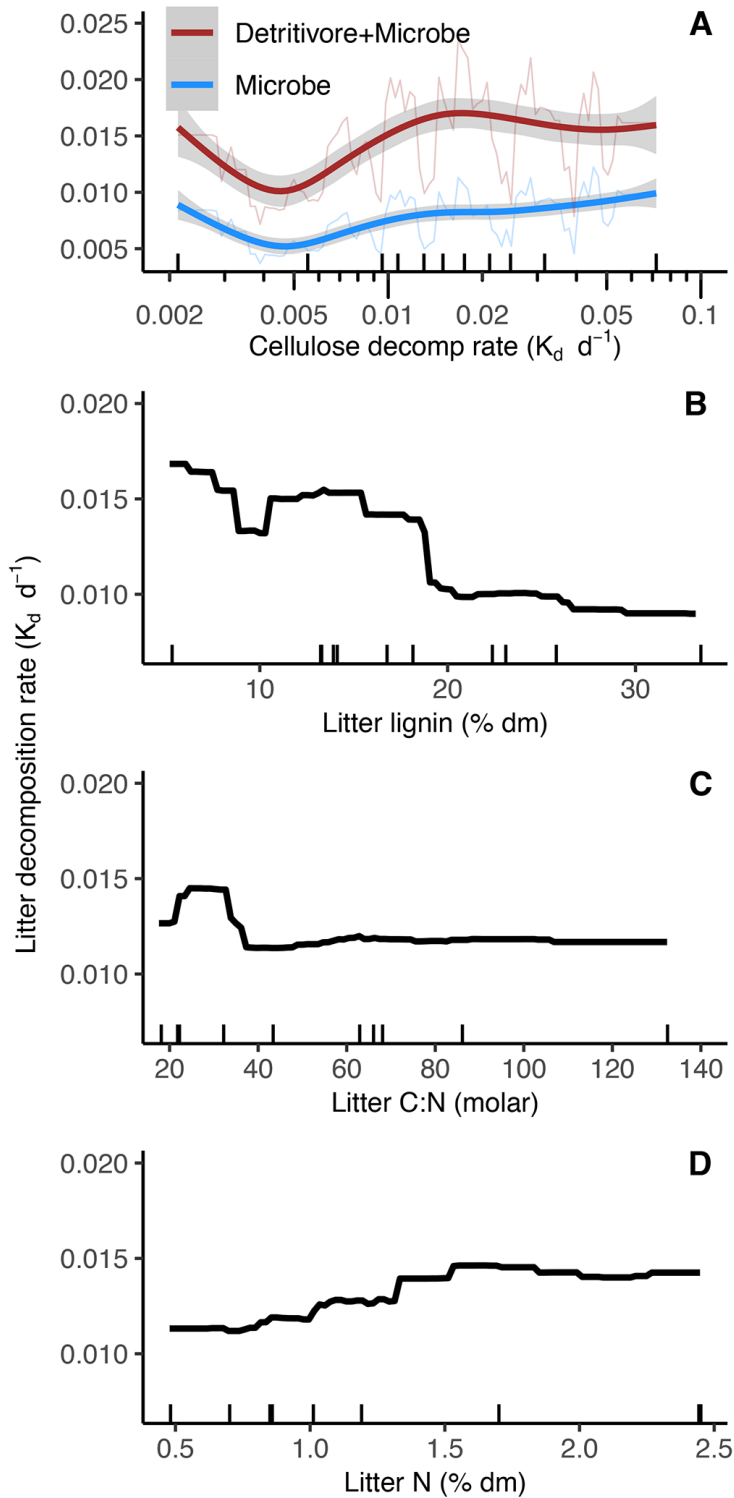 A
Detritivore+Microbe
Microbe
0.025
0.020
0.015
0.010
0.005
0.002 0.005 0.01 0.02 0.05 0.1
Cellulose decomp rate (Kd d−1)
Litter decomposition rate (Kd d−1)
B
0.020
0.015
0.010
10 20 30
Litter lignin (% dm)
C
0.020
0.015
0.010
20 40 60 80 100 120 140
Litter C:N (molar)
D
0.020
0.015
0.010
0.5 1.0 1.5 2.0 2.5
Litter N (% dm)